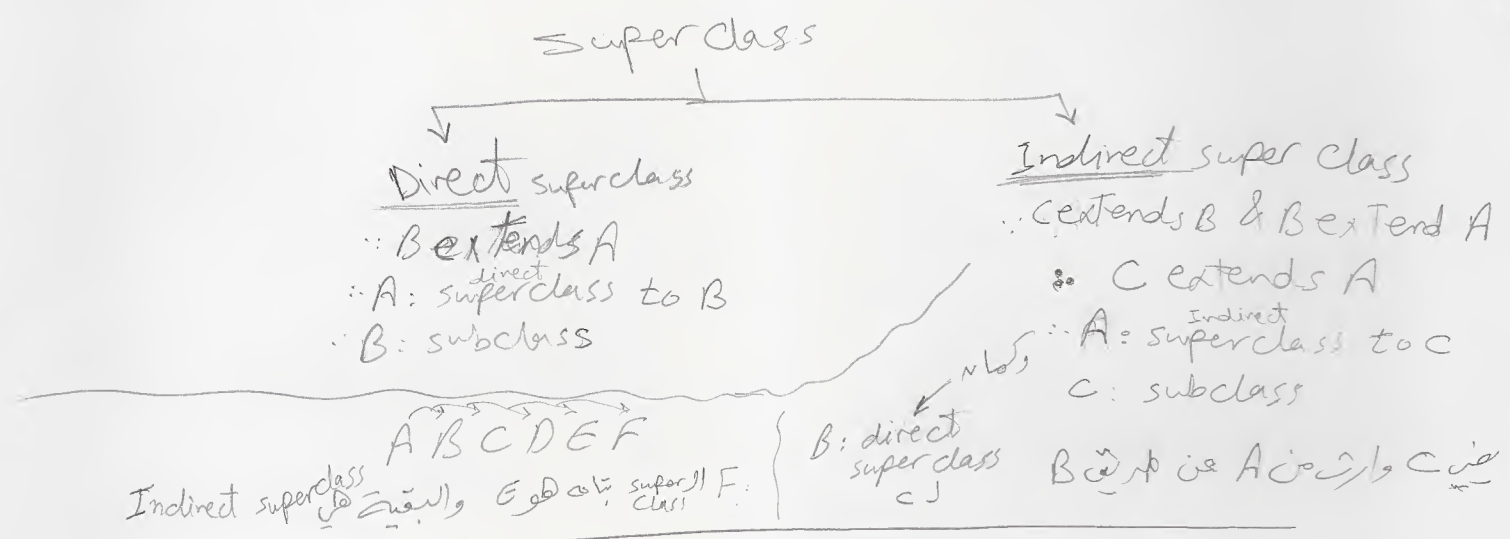 Super Class
Direct superclass
∵ B extends A
∴ A: direct superclass to B
∴ B: subclass
Indirect super class
∵ C extends B & B extend A
∴ C extends A
∴ A: Indirect superclass to C
C: subclass
وكمان
B: direct
superclass
لـ C
يعني C وارث من A عن طريق B
A B C D E F
F: الـ super class بتاعه هو E والبقية هي Indirect superclass